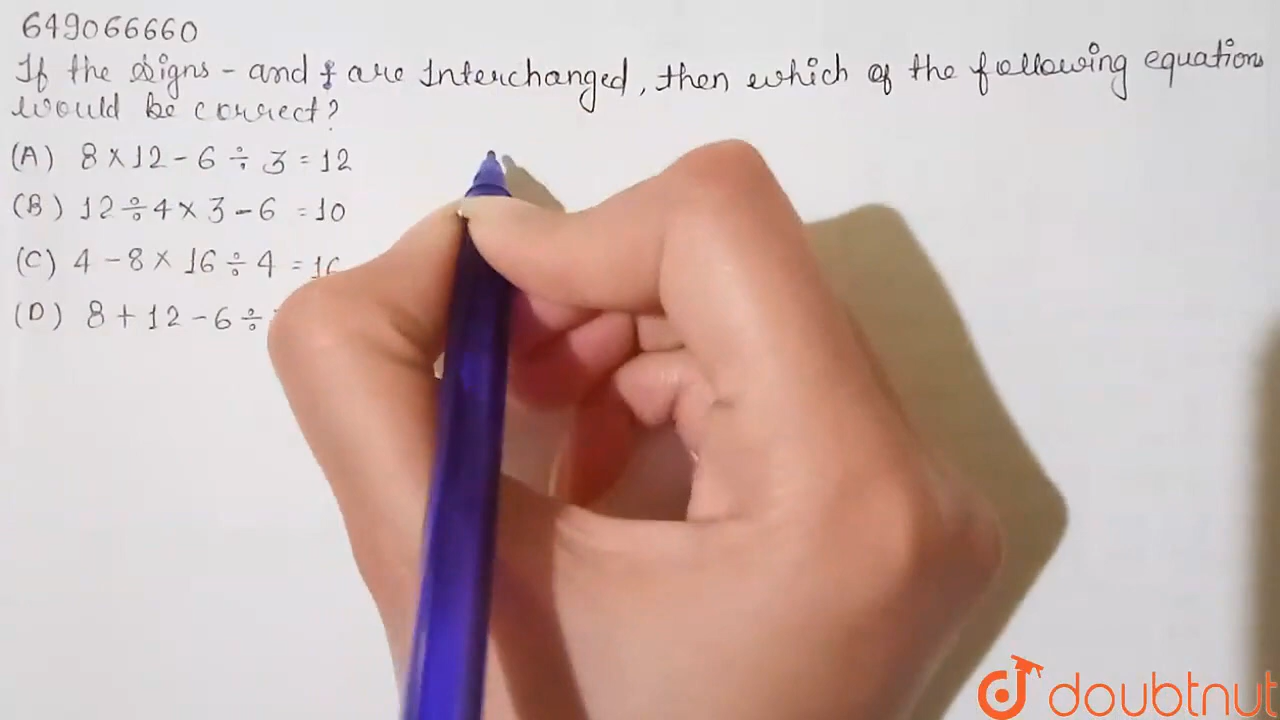 649066660
If the signs - and ÷ are Interchanged, then which of the following equations
would be correct?
(A) 8 × 12 - 6 ÷ 3 = 12
(B) 12 ÷ 4 × 3 - 6 = 10
(C) 4 - 8 × 16 ÷ 4 = 16
(D) 8 + 12 - 6 ÷
doubtnut